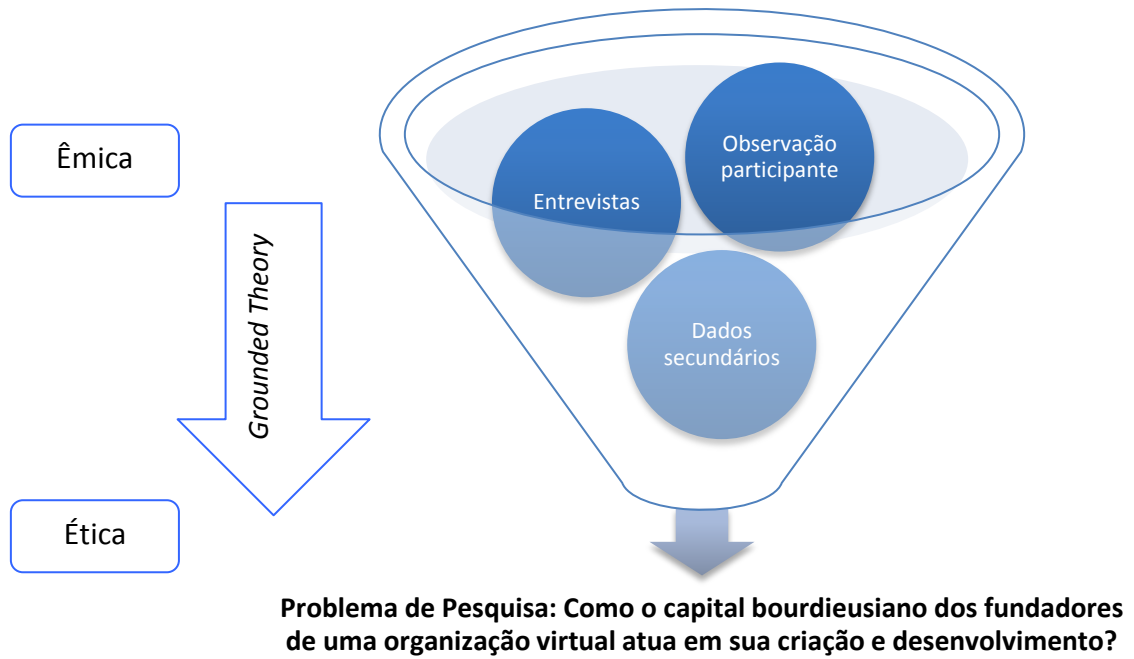 Êmica
Observação
participante
Entrevistas
Grounded Theory
Dados
secundários
Ética
Problema de Pesquisa: Como o capital bourdieusiano dos fundadores
de uma organização virtual atua em sua criação e desenvolvimento?